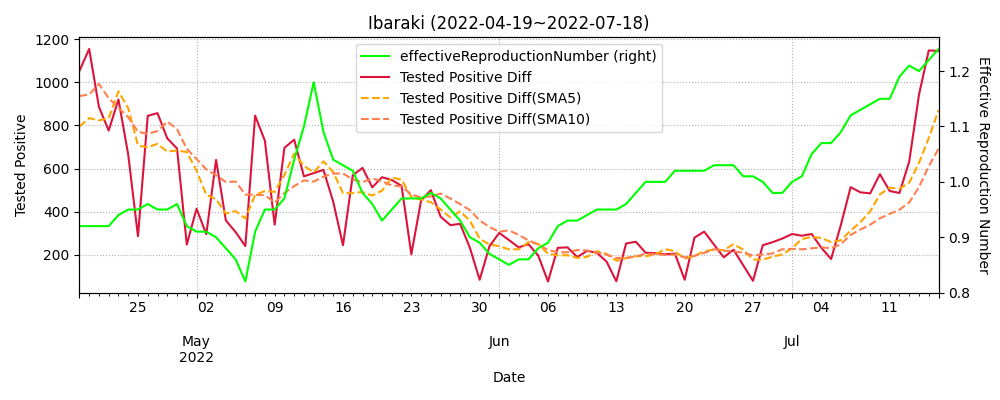 Ibaraki (2022-04-19~2022-07-18)
effectiveReproductionNumber (right)
Tested Positive Diff
Tested Positive Diff(SMA5)
Tested Positive Diff(SMA10)
Tested Positive
1200
1000
800
600
400
200
Effective Reproduction Number
1.2
1.1
1.0
0.9
0.8
25 02 09 16 23 30 06 13 20 27 04 11
May Jun Jul
2022
Date